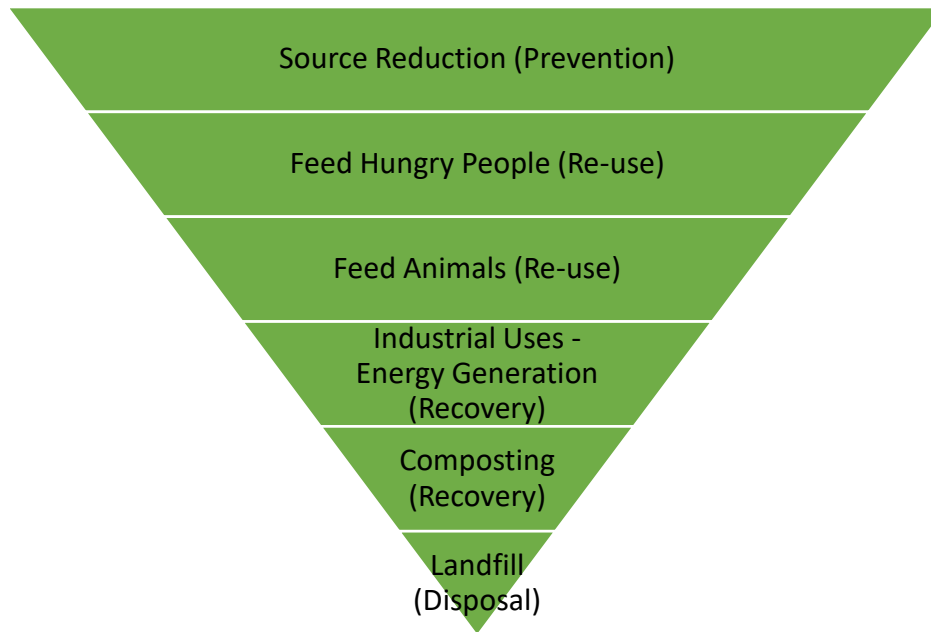 Source Reduction (Prevention)
Feed Hungry People (Re-use)
Feed Animals (Re-use)
Industrial Uses -
Energy Generation
(Recovery)
Composting
(Recovery)
Landfill
(Disposal)